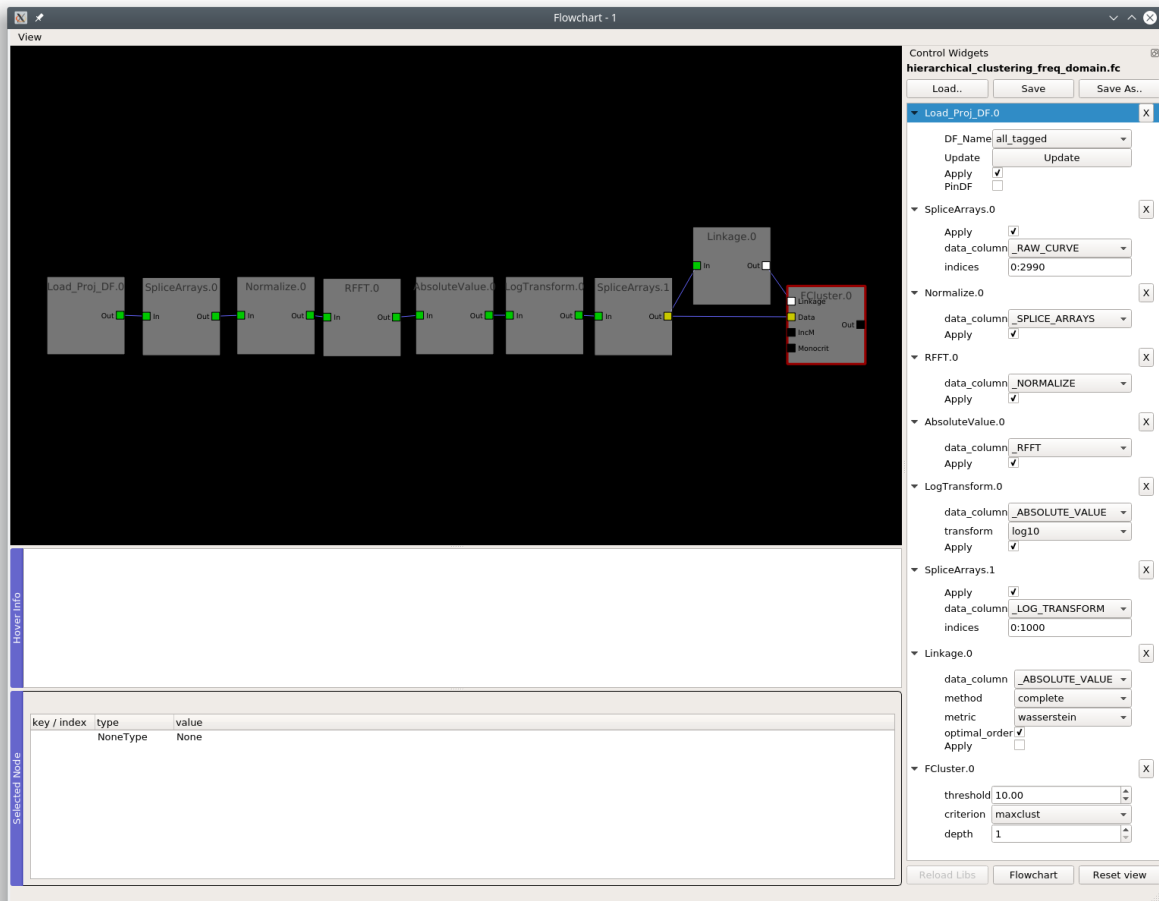 Flowchart - 1
View
Load_Proj_DF.0
Out
SpliceArrays.0
In Out
Normalize.0
In Out
RFFT.0
In Out
AbsoluteValue.0
In Out
LogTransform.0
In Out
SpliceArrays.1
In Out
Linkage.0
In Out
FCluster.0
Linkage
Data
Out
IncM
Monocrit
Hover Info
Selected Node
key / index type value
NoneType None
Control Widgets
hierarchical_clustering_freq_domain.fc
Load.. Save Save As..
Load_Proj_DF.0 X
DF_Name all_tagged
Update Update
Apply
PinDF
SpliceArrays.0 X
Apply
data_column _RAW_CURVE
indices 0:2990
Normalize.0 X
data_column _SPLICE_ARRAYS
Apply
RFFT.0 X
data_column _NORMALIZE
Apply
AbsoluteValue.0 X
data_column _RFFT
Apply
LogTransform.0 X
data_column _ABSOLUTE_VALUE
transform log10
Apply
SpliceArrays.1 X
Apply
data_column _LOG_TRANSFORM
indices 0:1000
Linkage.0 X
data_column _ABSOLUTE_VALUE
method complete
metric wasserstein
optimal_order
Apply
FCluster.0 X
threshold 10.00
criterion maxclust
depth 1
Reload Libs Flowchart Reset view